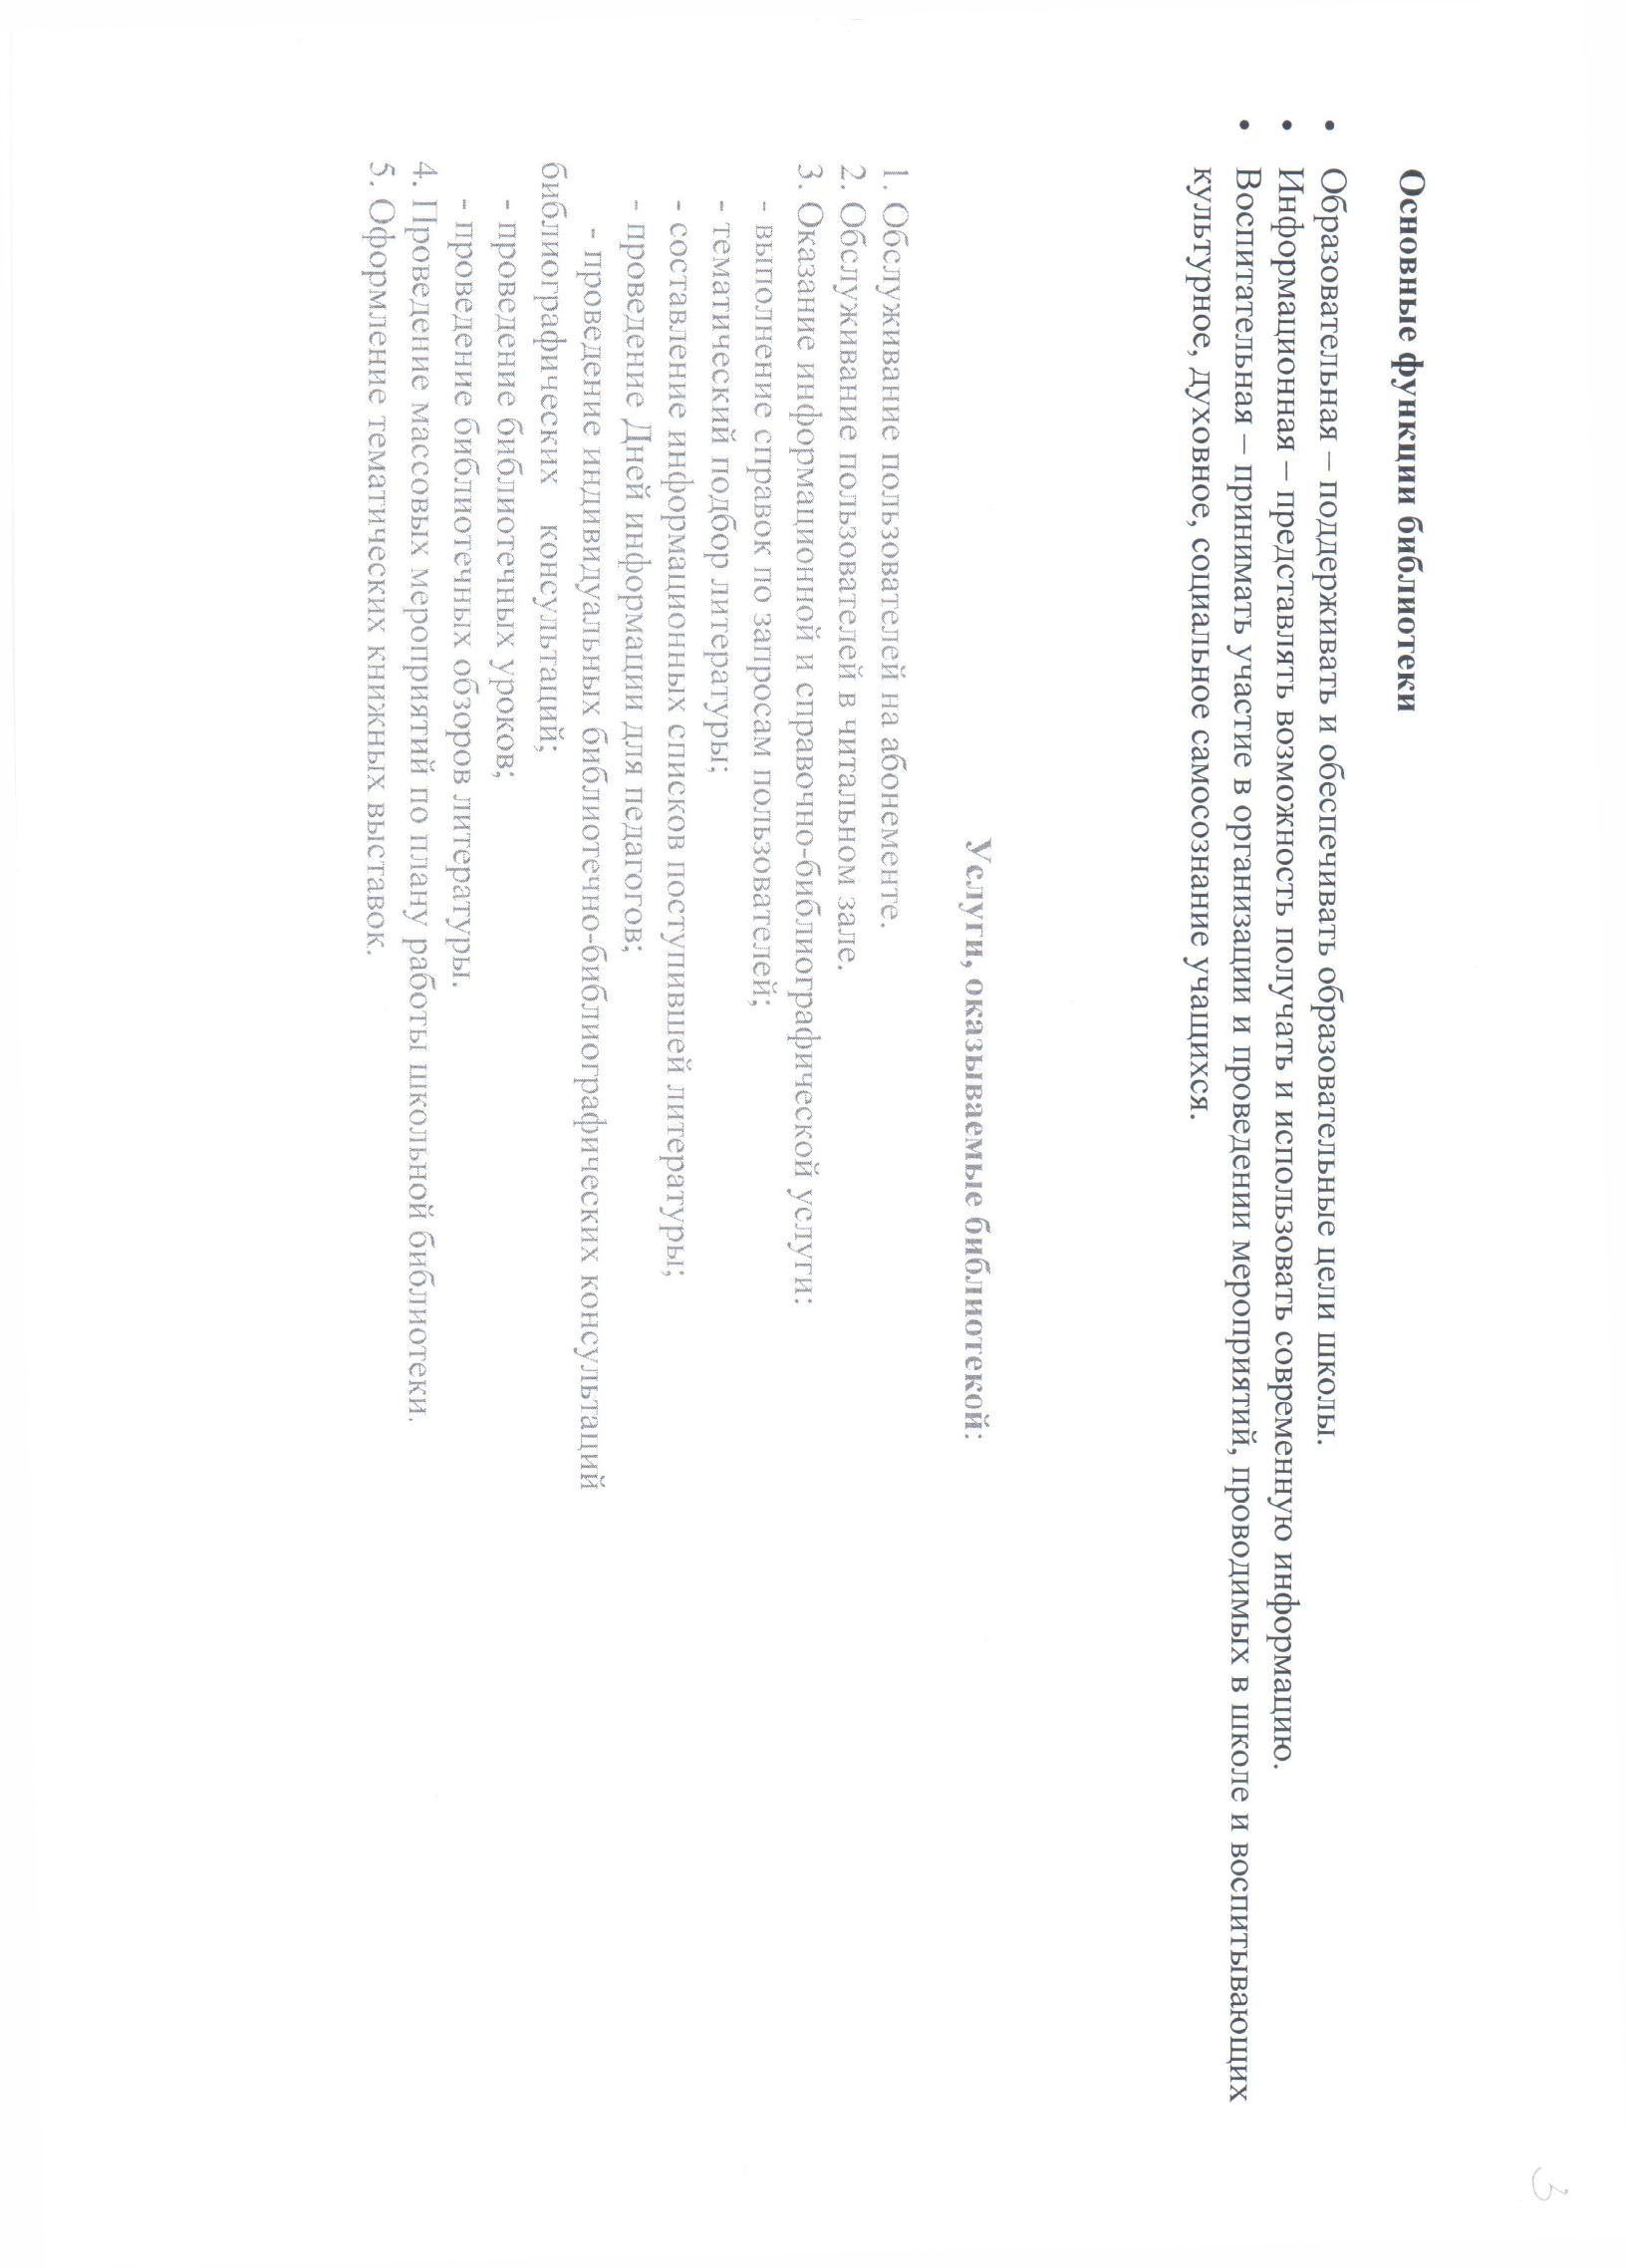 3
Основные функции библиотеки
• Образовательная – поддерживать и обеспечивать образовательные цели школы.
• Информационная – представлять возможность получать и использовать современную информацию.
• Воспитательная – принимать участие в организации и проведении мероприятий, проводимых в школе и воспитывающих
культурное, духовное, социальное самосознание учащихся.
Услуги, оказываемые библиотекой:
1. Обслуживание пользователей на абонементе.
2. Обслуживание пользователей в читальном зале.
3. Оказание информационной и справочно-библиографической услуги:
- выполнение справок по запросам пользователей;
- тематический подбор литературы;
- составление информационных списков поступившей литературы;
- проведение Дней информации для педагогов;
- проведение индивидуальных библиотечно-библиографических консультаций
библиографических консультаций;
- проведение библиотечных уроков;
- проведение библиотечных обзоров литературы.
4. Проведение массовых мероприятий по плану работы школьной библиотеки.
5. Оформление тематических книжных выставок.